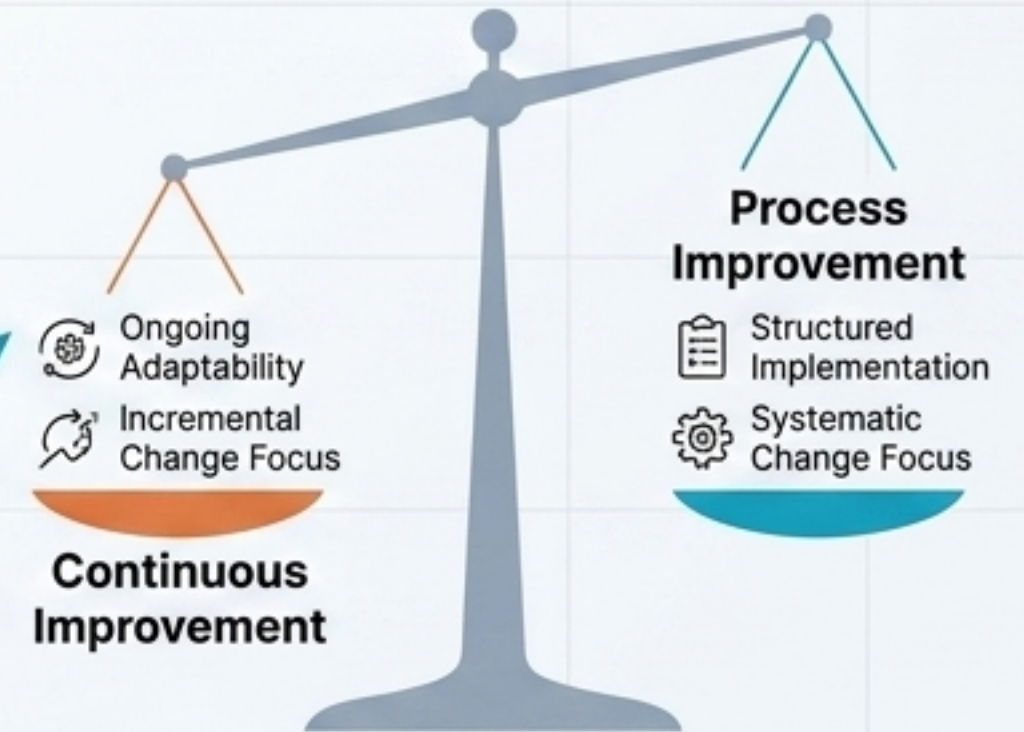 Ongoing
Adaptability
Incremental
Change Focus
Continuous
Improvement
Process
Improvement
Structured
Implementation
Systematic
Change Focus